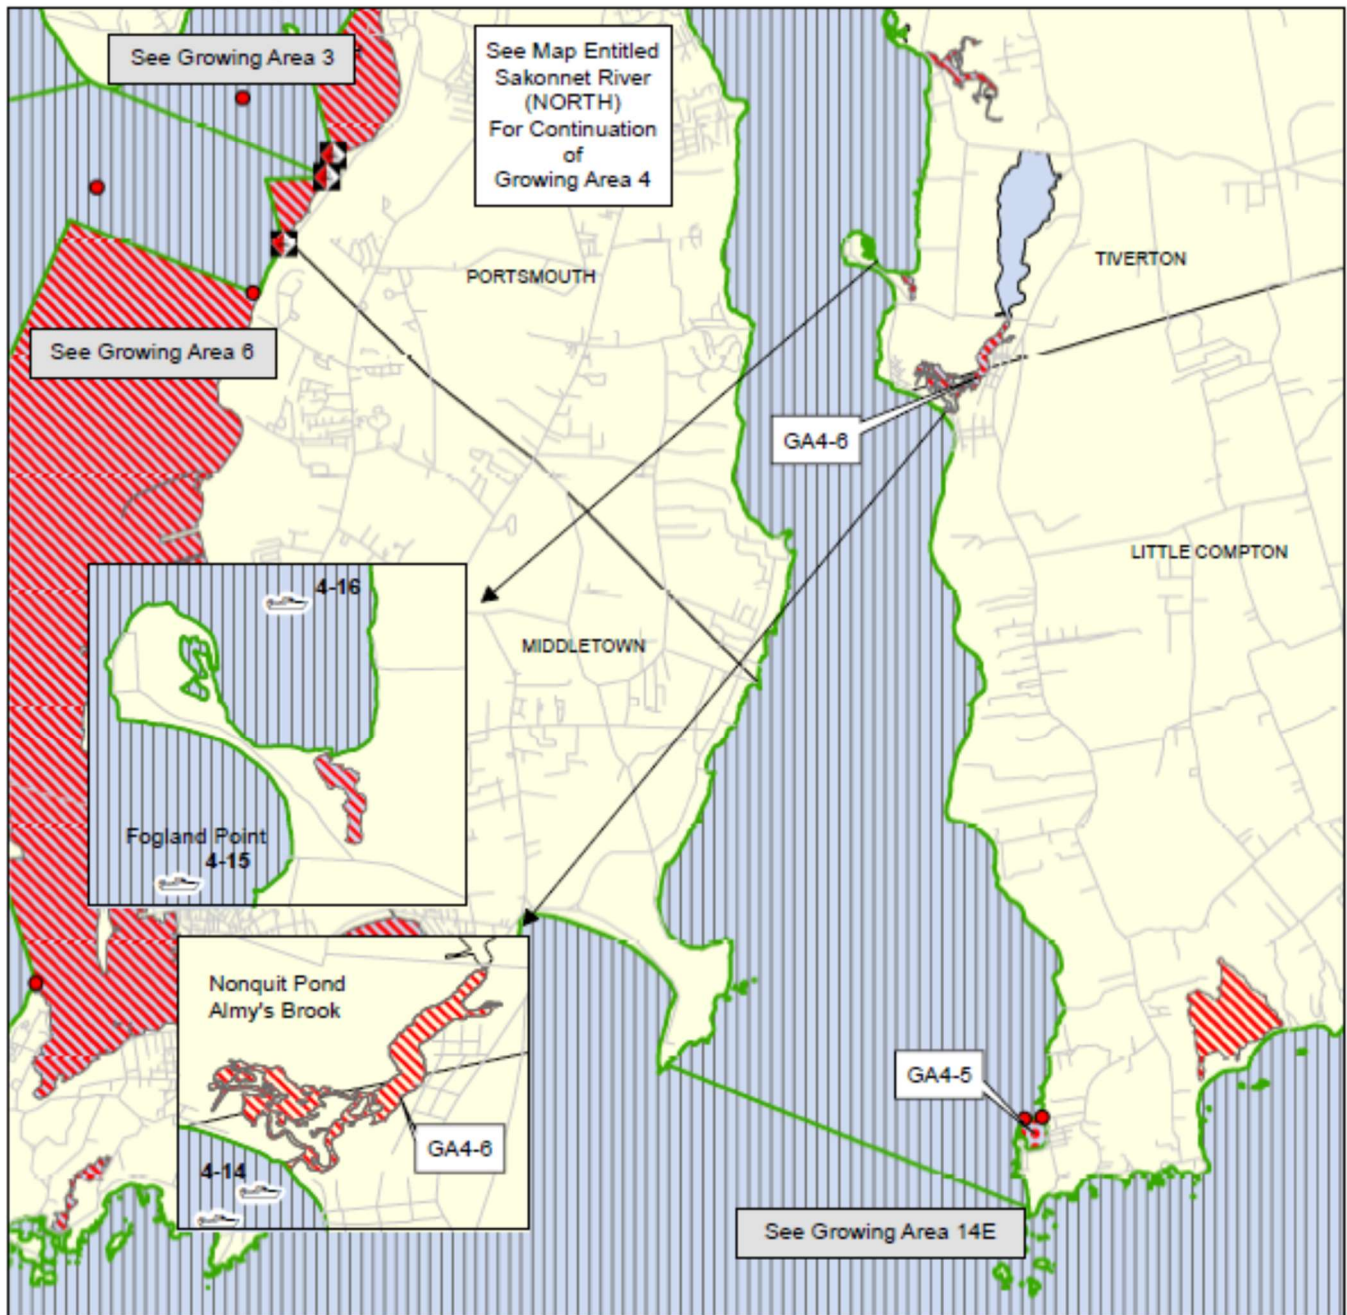 See Growing Area 3
See Map Entitled
Sakonnet River
(NORTH)
For Continuation
of
Growing Area 4
TIVERTON
PORTSMOUTH
See Growing Area 6
GA4-6
LITTLE COMPTON
4-16
MIDDLETOWN
Fogland Point
4-15
Nonquit Pond
Almy's Brook
GA4-5
GA4-6
4-14
See Growing Area 14E